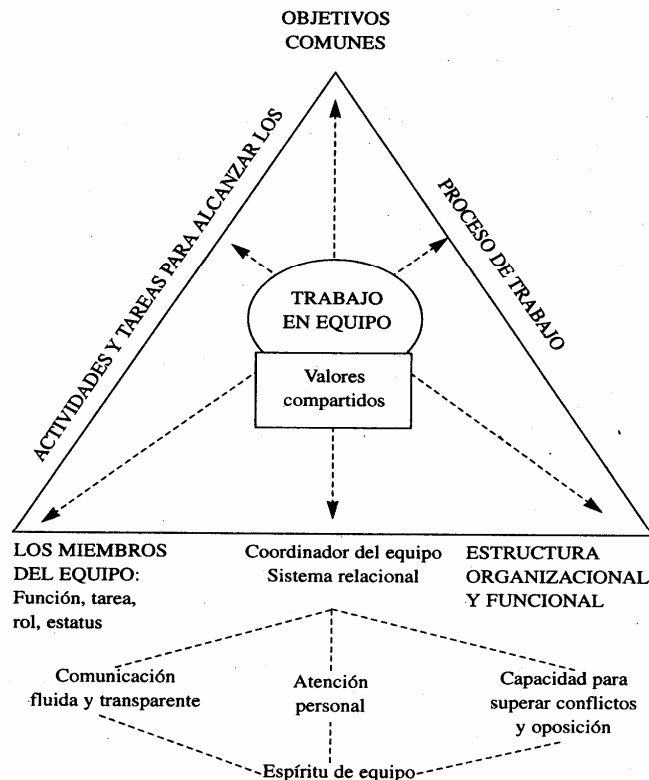 OBJETIVOS
COMUNES
ACTIVIDADES Y TAREAS PARA ALCANZAR LOS
PROCESO DE TRABAJO
TRABAJO
EN EQUIPO
Valores
compartidos
LOS MIEMBROS
DEL EQUIPO:
Función, tarea,
rol, estatus
Coordinador del equipo
Sistema relacional
ESTRUCTURA
ORGANIZACIONAL
Y FUNCIONAL
Comunicación
fluida y transparente
Atención
personal
Capacidad para
superar conflictos
y oposición
Espíritu de equipo